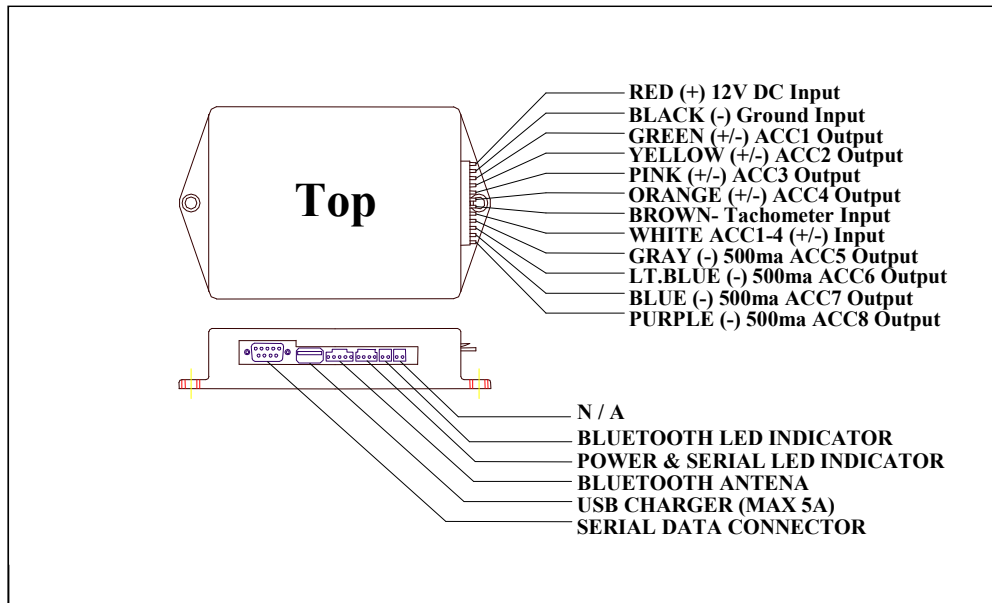 RED (+) 12V DC Input
BLACK (-) Ground Input
GREEN (+/-) ACC1 Output
YELLOW (+/-) ACC2 Output
PINK (+/-) ACC3 Output
ORANGE (+/-) ACC4 Output
BROWN- Tachometer Input
WHITE ACC1-4 (+/-) Input
GRAY (-) 500ma ACC5 Output
LT.BLUE (-) 500ma ACC6 Output
BLUE (-) 500ma ACC7 Output
PURPLE (-) 500ma ACC8 Output
Top
N / A
BLUETOOTH LED INDICATOR
POWER & SERIAL LED INDICATOR
BLUETOOTH ANTENA
USB CHARGER (MAX 5A)
SERIAL DATA CONNECTOR